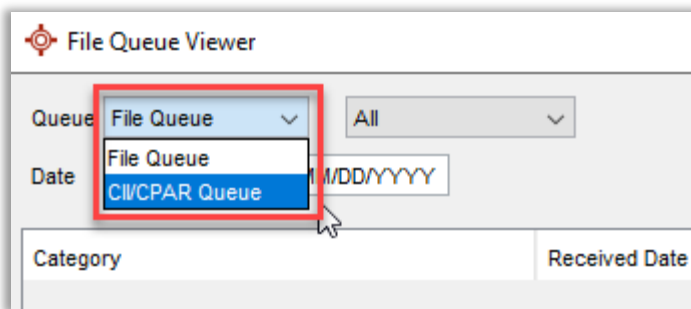 File Queue Viewer
Queue File Queue All
File Queue
Date M/DD/YYYY
CII/CPAR Queue
Category Received Date